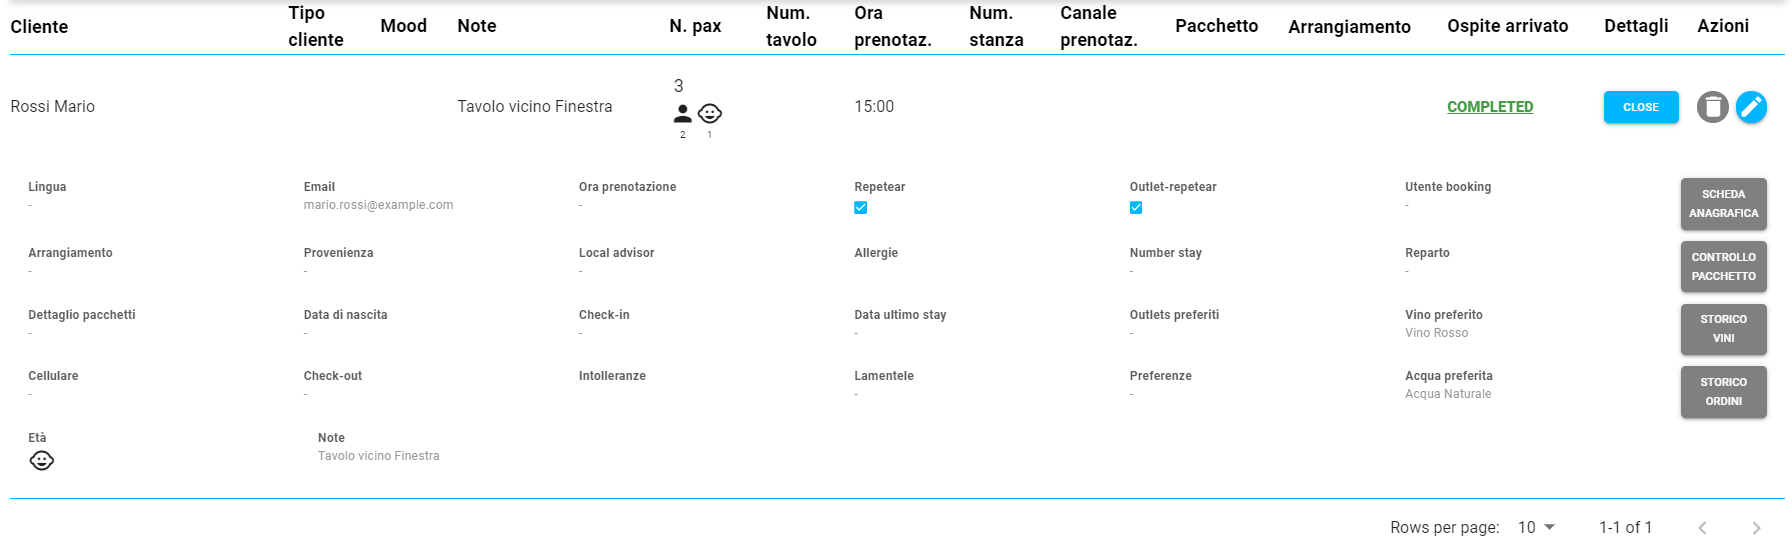 Cliente
Tipo cliente
Mood
Note
N. pax
Num. tavolo
Ora prenotaz.
Num. stanza
Canale prenotaz.
Pacchetto
Arrangiamento
Ospite arrivato
Dettagli
Azioni
Rossi Mario
Tavolo vicino Finestra
3
2
1
15:00
COMPLETED
CLOSE
Lingua
-
Email
mario.rossi@example.com
Ora prenotazione
-
Repetear
Outlet-repetear
Utente booking
-
SCHEDA
ANAGRAFICA
Arrangiamento
-
Provenienza
-
Local advisor
-
Allergie
Number stay
-
Reparto
-
CONTROLLO
PACCHETTO
Dettaglio pacchetti
-
Data di nascita
-
Check-in
-
Data ultimo stay
-
Outlets preferiti
-
Vino preferito
Vino Rosso
STORICO
VINI
Cellulare
-
Check-out
-
Intolleranze
Lamentele
-
Preferenze
-
Acqua preferita
Acqua Naturale
STORICO
ORDINI
Età
Note
Tavolo vicino Finestra
Rows per page: 10
1-1 of 1